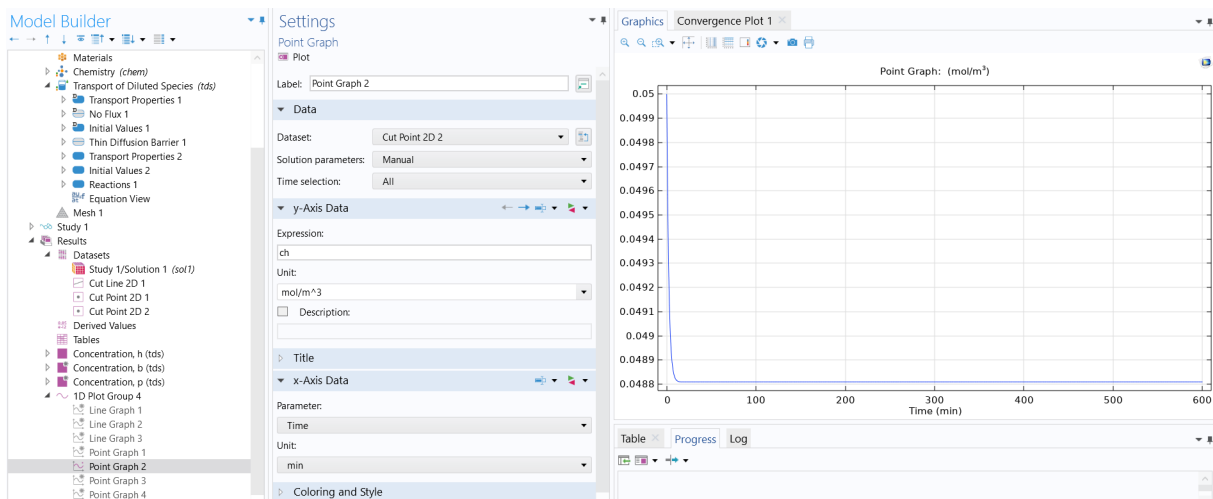 Model Builder
Materials
Chemistry (chem)
Transport of Diluted Species (tds)
Transport Properties 1
No Flux 1
Initial Values 1
Thin Diffusion Barrier 1
Transport Properties 2
Initial Values 2
Reactions 1
Equation View
Mesh 1
Study 1
Results
Datasets
Study 1/Solution 1 (sol1)
Cut Line 2D 1
Cut Point 2D 1
Cut Point 2D 2
Derived Values
Tables
Concentration, h (tds)
Concentration, b (tds)
Concentration, p (tds)
1D Plot Group 4
Line Graph 1
Line Graph 2
Line Graph 3
Point Graph 1
Point Graph 2
Point Graph 3
Point Graph 4
Settings
Point Graph
Plot
Label: Point Graph 2
Data
Dataset: Cut Point 2D 2
Solution parameters: Manual
Time selection: All
y-Axis Data
Expression:
ch
Unit:
mol/m^3
Description:
Title
x-Axis Data
Parameter:
Time
Unit:
min
Coloring and Style
Graphics Convergence Plot 1
Point Graph: (mol/m³)
0.05
0.0499
0.0498
0.0497
0.0496
0.0495
0.0494
0.0493
0.0492
0.0491
0.049
0.0489
0.0488
0 100 200 300 400 500 600
Time (min)
Table Progress Log